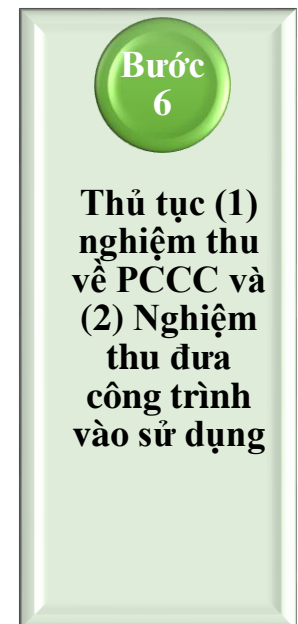 Bước
6
Thủ tục (1)
nghiệm thu
về PCCC và
(2) Nghiệm
thu đưa
công trình
vào sử dụng